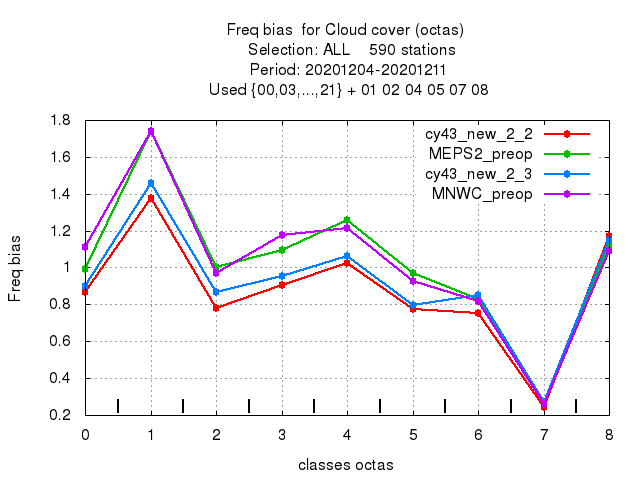 Freq bias  for Cloud cover (octas)
Selection: ALL    590 stations
Period: 20201204-20201211
Used {00,03,...,21} + 01 02 04 05 07 08
cy43_new_2_2
MEPS2_preop
cy43_new_2_3
MNWC_preop
1.8
1.6
1.4
1.2
1
0.8
0.6
0.4
0.2
Freq bias
0 1 2 3 4 5 6 7 8
classes octas